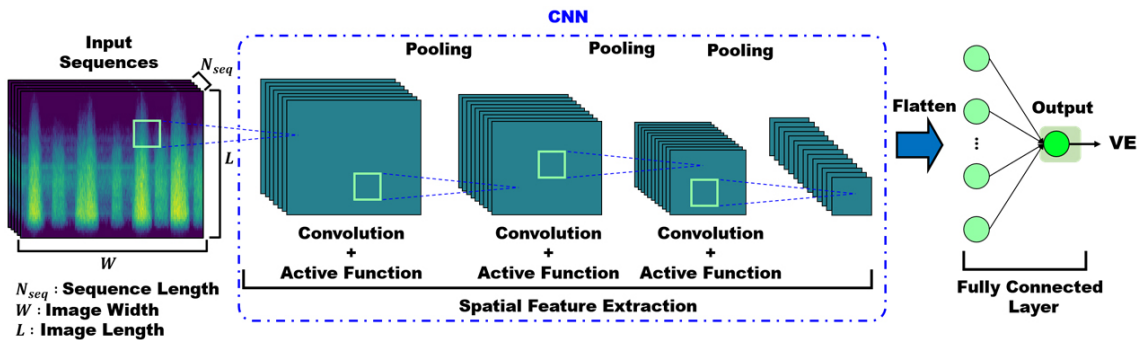 CNN
Input
Sequences
N_seq
L
W
N_seq : Sequence Length
W : Image Width
L : Image Length
Pooling
Pooling
Pooling
Convolution
+
Active Function
Convolution
+
Active Function
Convolution
+
Active Function
Spatial Feature Extraction
Flatten
...
Output
VE
Fully Connected
Layer